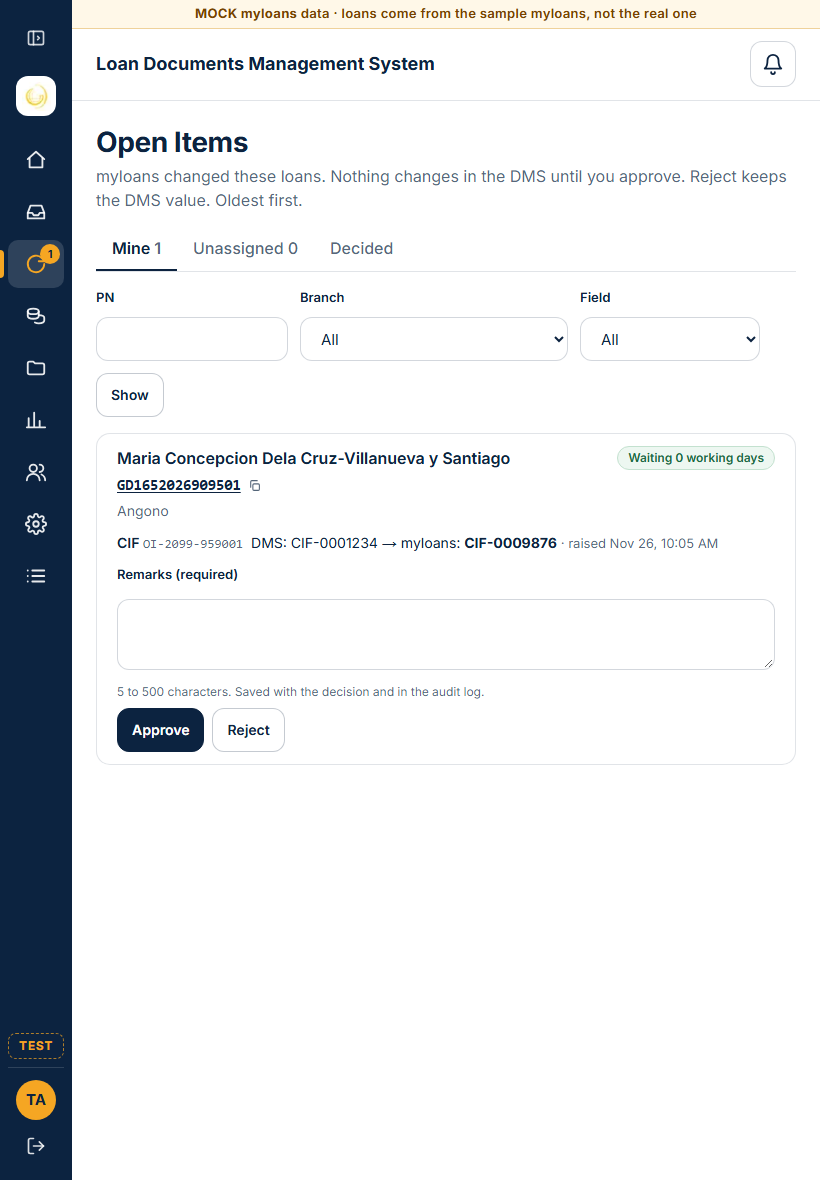 MOCK myloans data · loans come from the sample myloans, not the real one
Loan Documents Management System
1
TEST
TA
Open Items
myloans changed these loans. Nothing changes in the DMS until you approve. Reject keeps
the DMS value. Oldest first.
Mine 1 Unassigned 0 Decided
PN Branch Field
All All
Show
Maria Concepcion Dela Cruz-Villanueva y Santiago Waiting 0 working days
GD1652026909501
Angono
CIF OI-2099-959001 DMS: CIF-0001234 → myloans: CIF-0009876 · raised Nov 26, 10:05 AM
Remarks (required)
5 to 500 characters. Saved with the decision and in the audit log.
Approve Reject